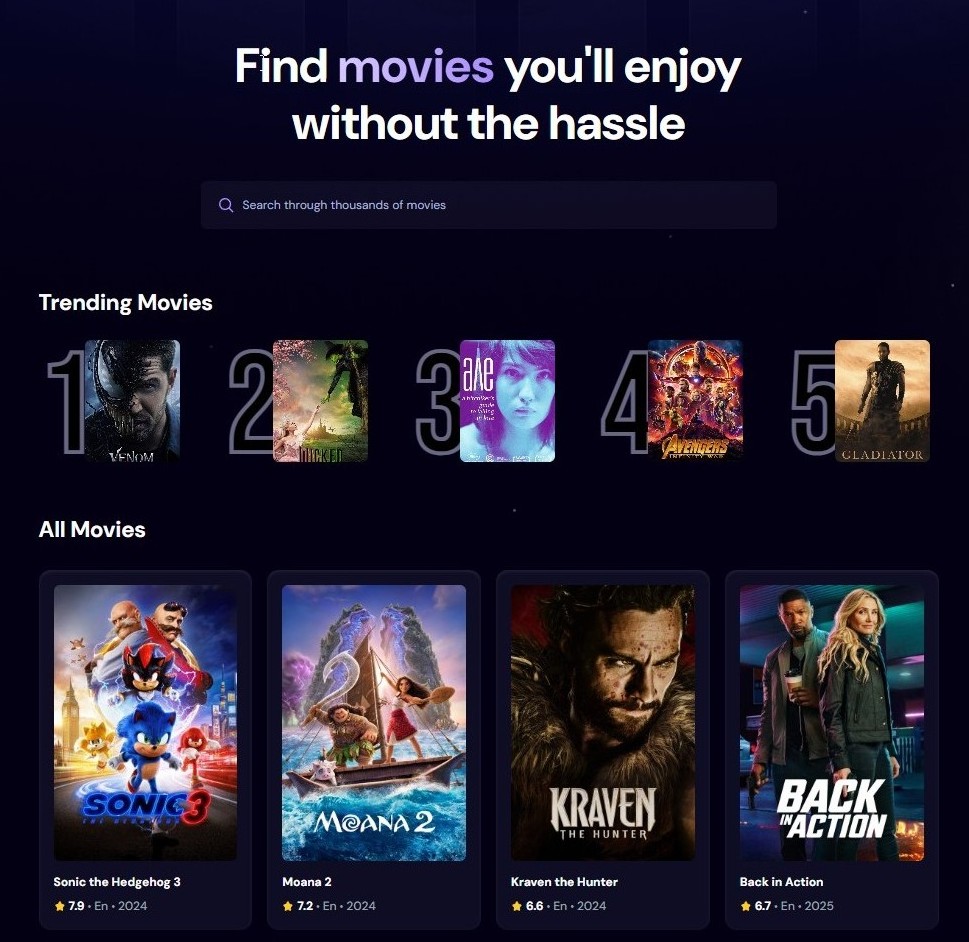 Find movies you'll enjoy
without the hassle
Search through thousands of movies
Trending Movies
1
VENOM
2
WICKED
3
a hitchhiker's
guide
to falling
in love
4
AVENGERS
INFINITY WAR
5
GLADIATOR
All Movies
SONIC 3
THE HEDGEHOG
MOANA 2
KRAVEN
THE HUNTER
BACK
IN ACTION
Sonic the Hedgehog 3
7.9 • En • 2024
Moana 2
7.2 • En • 2024
Kraven the Hunter
6.6 • En • 2024
Back in Action
6.7 • En • 2025